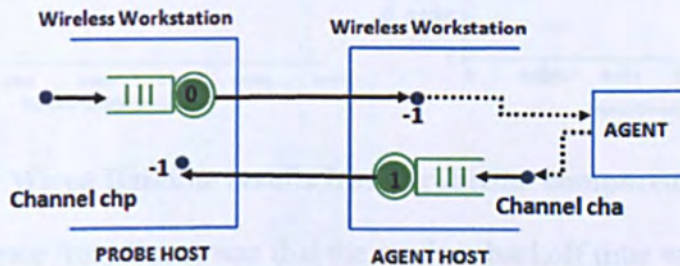 Wireless Workstation
Wireless Workstation
0
-1
AGENT
-1
1
Channel chp
Channel cha
PROBE HOST
AGENT HOST